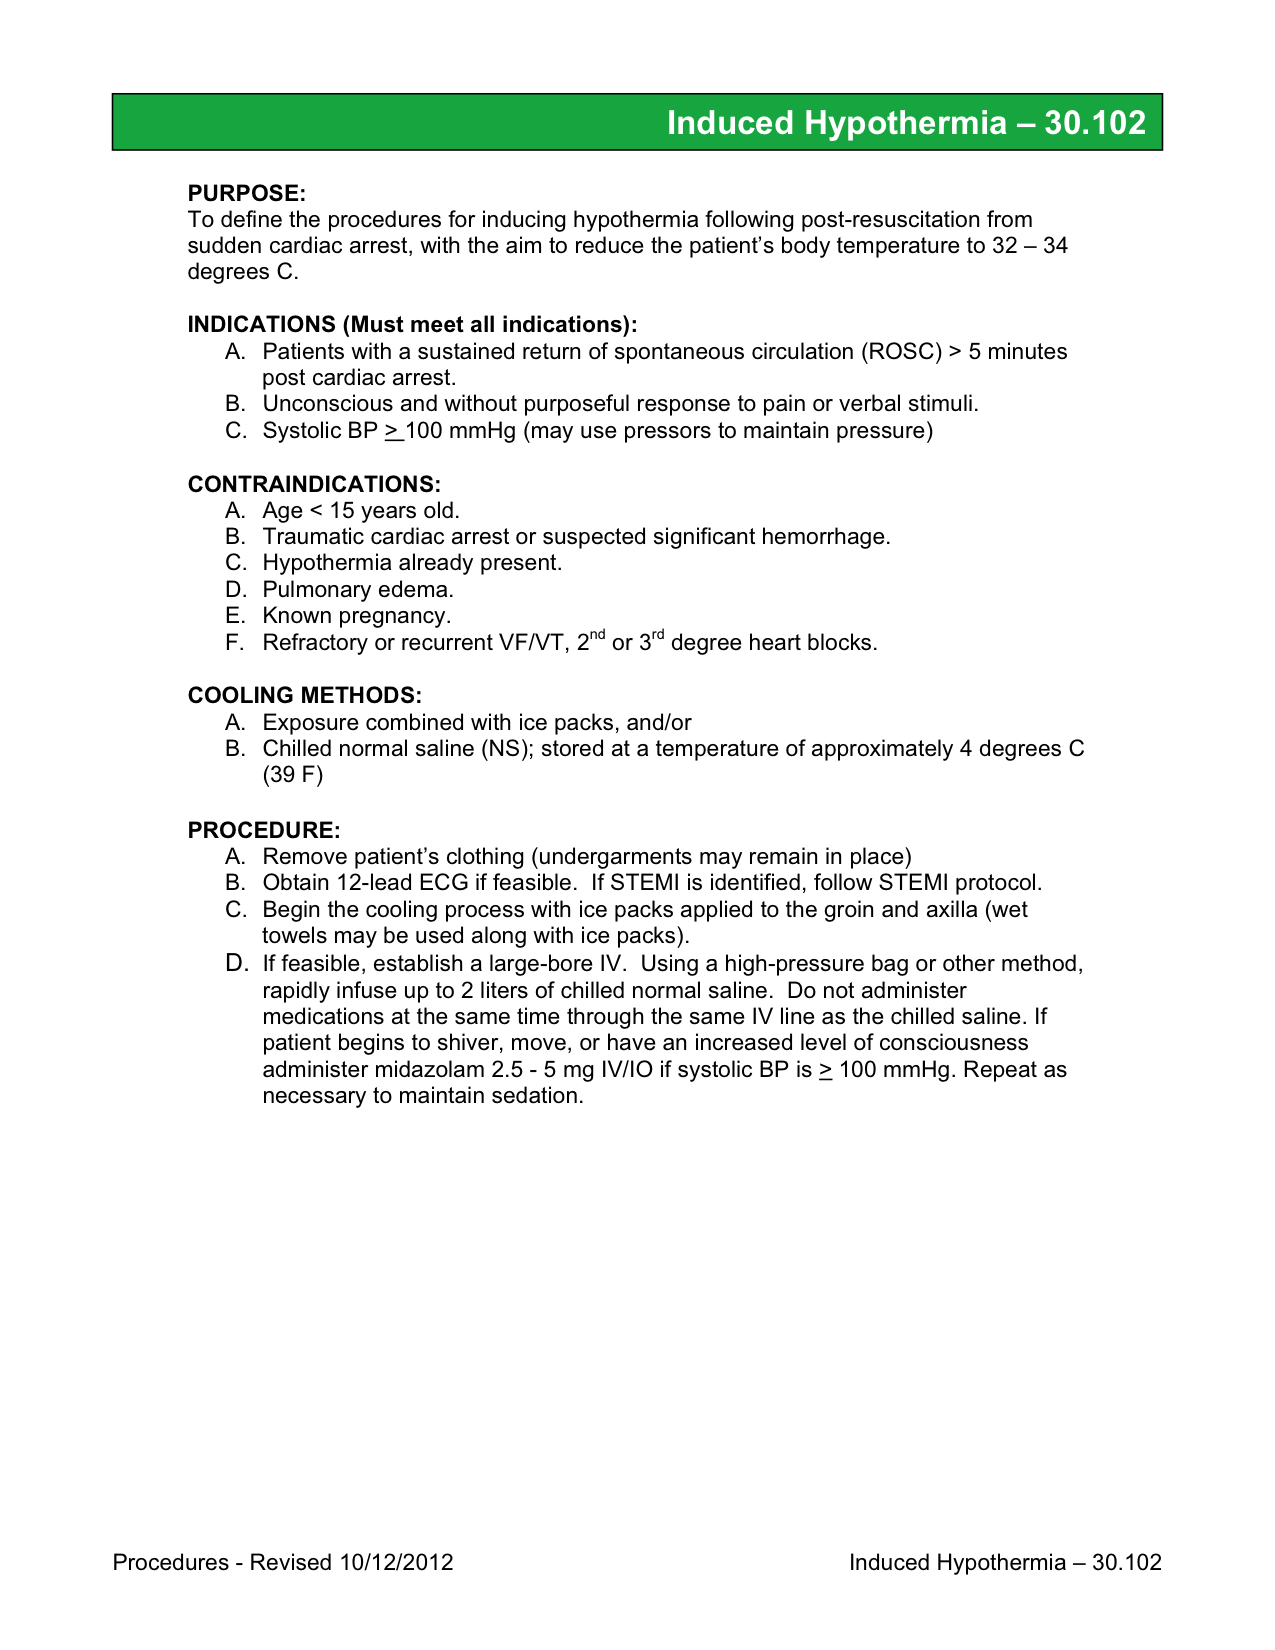 Induced Hypothermia – 30.102
PURPOSE:
To define the procedures for inducing hypothermia following post-resuscitation from
sudden cardiac arrest, with the aim to reduce the patient’s body temperature to 32 – 34
degrees C.
INDICATIONS (Must meet all indications):
A. Patients with a sustained return of spontaneous circulation (ROSC) > 5 minutes
post cardiac arrest.
B. Unconscious and without purposeful response to pain or verbal stimuli.
C. Systolic BP > 100 mmHg (may use pressors to maintain pressure)
CONTRAINDICATIONS:
A. Age < 15 years old.
B. Traumatic cardiac arrest or suspected significant hemorrhage.
C. Hypothermia already present.
D. Pulmonary edema.
E. Known pregnancy.
F. Refractory or recurrent VF/VT, 2nd or 3rd degree heart blocks.
COOLING METHODS:
A. Exposure combined with ice packs, and/or
B. Chilled normal saline (NS); stored at a temperature of approximately 4 degrees C
(39 F)
PROCEDURE:
A. Remove patient’s clothing (undergarments may remain in place)
B. Obtain 12-lead ECG if feasible.  If STEMI is identified, follow STEMI protocol.
C. Begin the cooling process with ice packs applied to the groin and axilla (wet
towels may be used along with ice packs).
D. If feasible, establish a large-bore IV.  Using a high-pressure bag or other method,
rapidly infuse up to 2 liters of chilled normal saline.  Do not administer
medications at the same time through the same IV line as the chilled saline. If
patient begins to shiver, move, or have an increased level of consciousness
administer midazolam 2.5 - 5 mg IV/IO if systolic BP is > 100 mmHg. Repeat as
necessary to maintain sedation.
Procedures - Revised 10/12/2012
Induced Hypothermia – 30.102